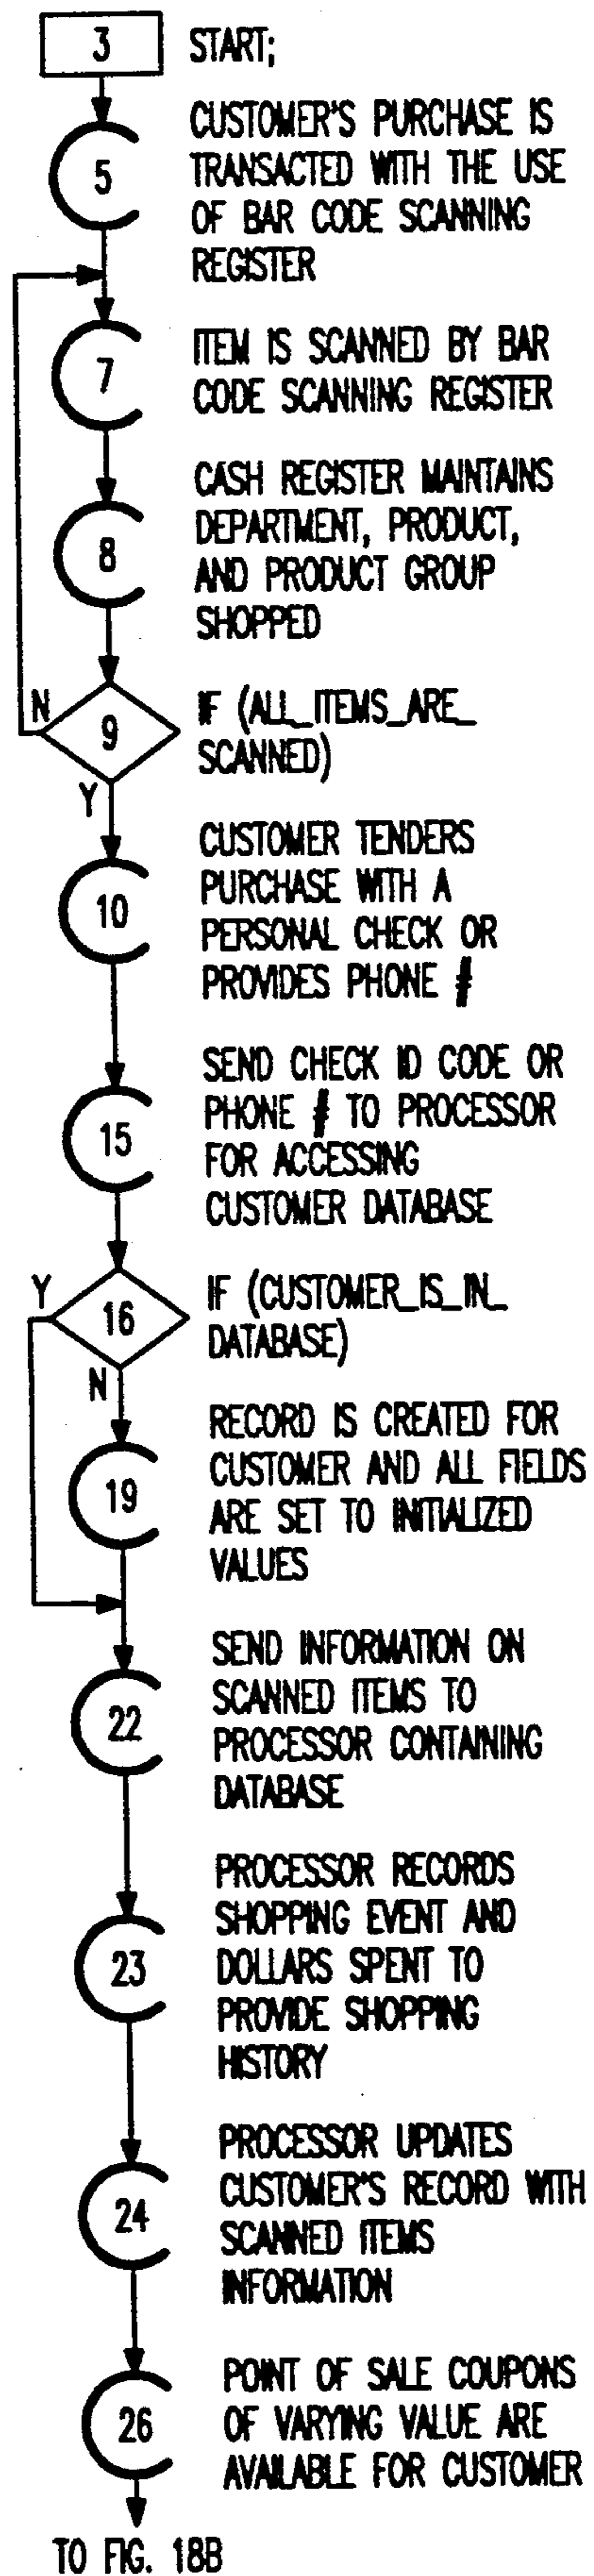 3 START;
5
CUSTOMER'S PURCHASE IS
TRANSACTED WITH THE USE
OF BAR CODE SCANNING
REGISTER
7
ITEM IS SCANNED BY BAR
CODE SCANNING REGISTER
8
CASH REGISTER MAINTAINS
DEPARTMENT, PRODUCT,
AND PRODUCT GROUP
SHOPPED
N
9
Y
IF (ALL_ITEMS_ARE_
SCANNED)
10
CUSTOMER TENDERS
PURCHASE WITH A
PERSONAL CHECK OR
PROVIDES PHONE #
15
SEND CHECK ID CODE OR
PHONE # TO PROCESSOR
FOR ACCESSING
CUSTOMER DATABASE
Y
16
N
IF (CUSTOMER_IS_IN_
DATABASE)
19
RECORD IS CREATED FOR
CUSTOMER AND ALL FIELDS
ARE SET TO INITIALIZED
VALUES
22
SEND INFORMATION ON
SCANNED ITEMS TO
PROCESSOR CONTAINING
DATABASE
23
PROCESSOR RECORDS
SHOPPING EVENT AND
DOLLARS SPENT TO
PROVIDE SHOPPING
HISTORY
24
PROCESSOR UPDATES
CUSTOMER'S RECORD WITH
SCANNED ITEMS
INFORMATION
26
POINT OF SALE COUPONS
OF VARYING VALUE ARE
AVAILABLE FOR CUSTOMER
TO FIG. 18B